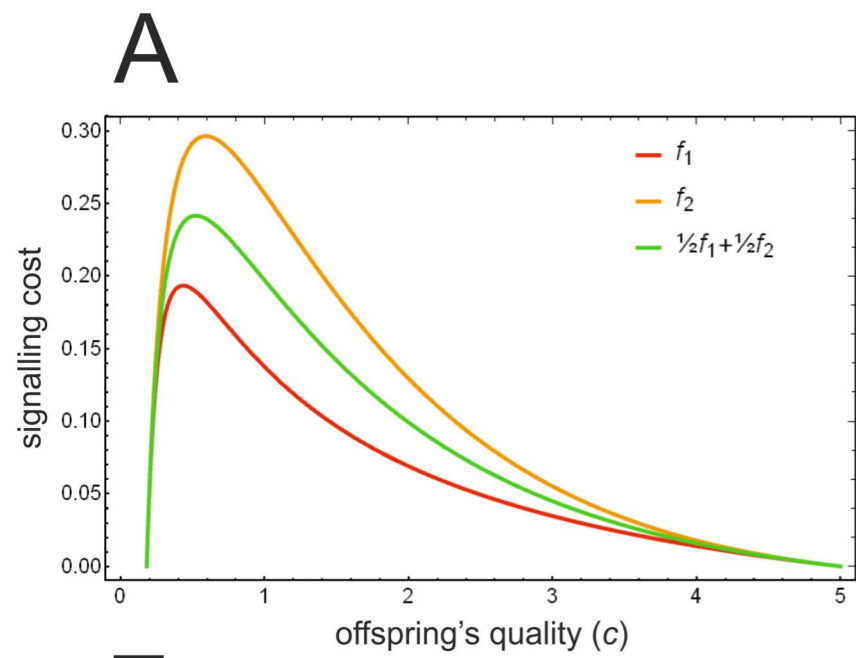 A
0.30
0.25
0.20
0.15
0.10
0.05
0.00
signalling cost
f₁
f₂
½f₁+½f₂
0 1 2 3 4 5
offspring's quality (c)